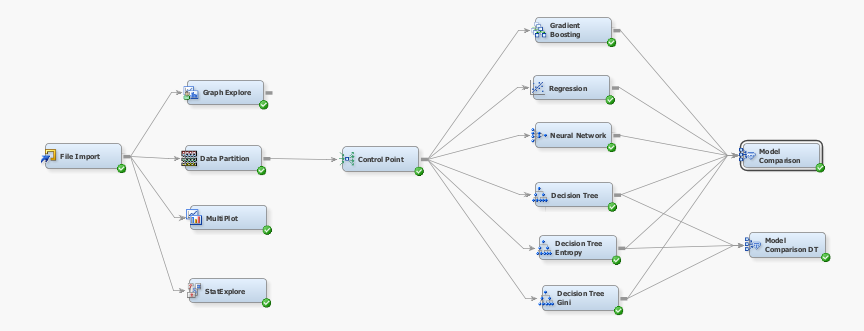 Gradient
Boosting
Graph Explore
Regression
Neural Network
File Import
Data Partition
Control Point
Model
Comparison
Decision Tree
MultiPlot
Decision Tree
Entropy
Model
Comparison DT
StatExplore
Decision Tree
Gini